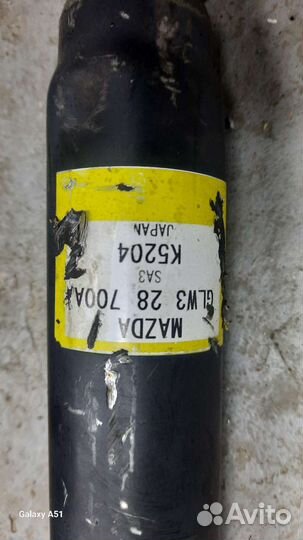 MAZDA
GLW3 28 700A
SA3
K5204
JAPAN
Galaxy A51
Avito